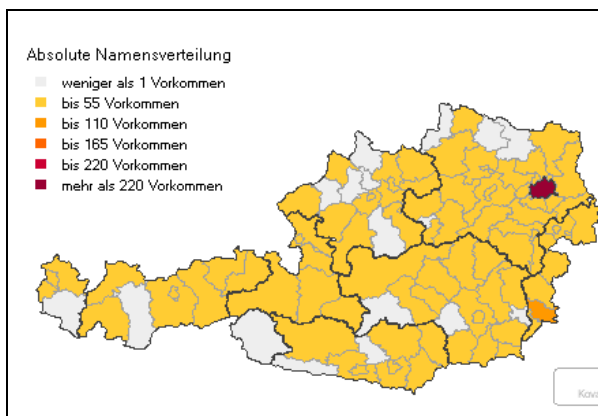 Absolute Namensverteilung
weniger als 1 Vorkommen
bis 55 Vorkommen
bis 110 Vorkommen
bis 165 Vorkommen
bis 220 Vorkommen
mehr als 220 Vorkommen